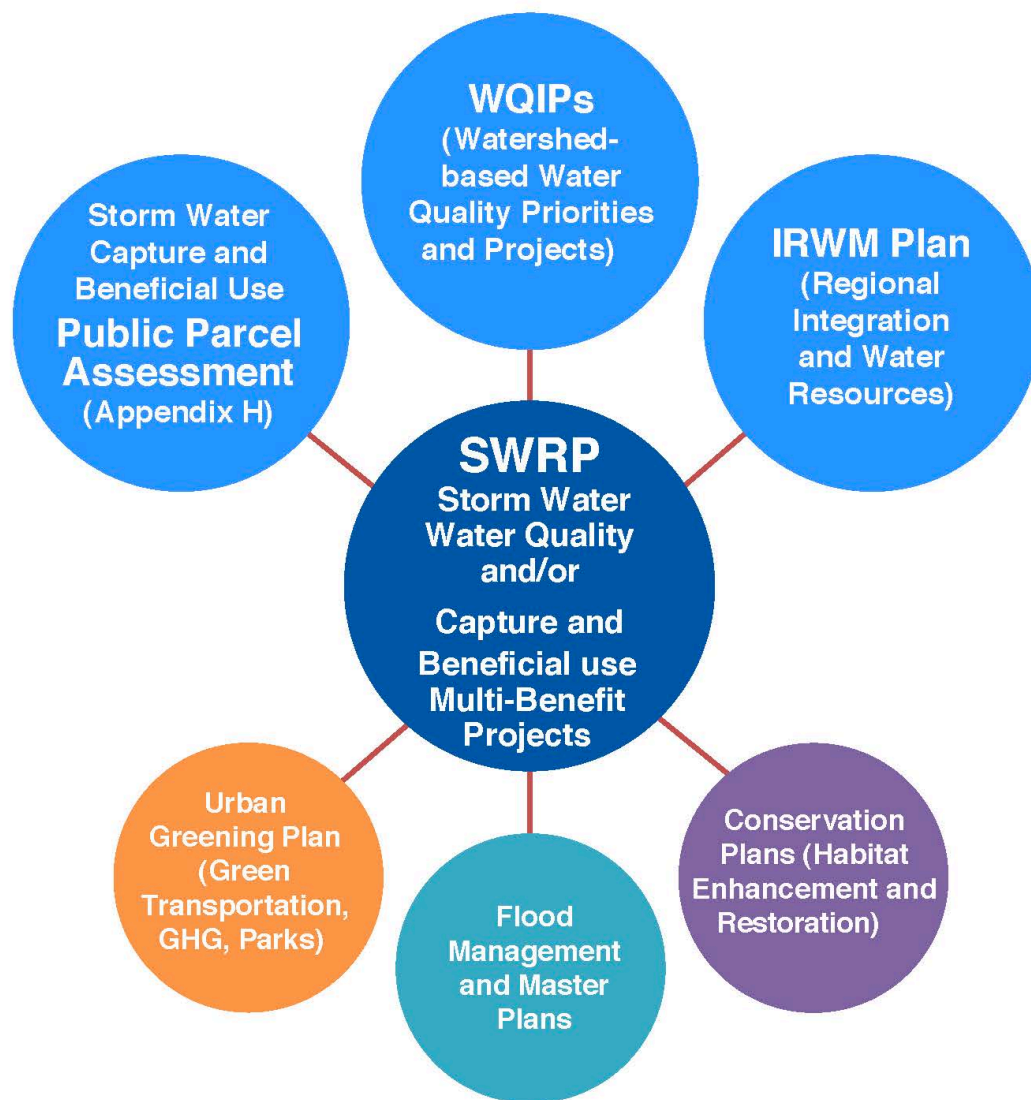 WQIPs
(Watershed-
based Water
Quality Priorities
and Projects)
Storm Water
Capture and
Beneficial Use
Public Parcel
Assessment
(Appendix H)
IRWM Plan
(Regional
Integration
and Water
Resources)
SWRP
Storm Water
Water Quality
and/or
Capture and
Beneficial use
Multi-Benefit
Projects
Urban
Greening Plan
(Green
Transportation,
GHG, Parks)
Flood
Management
and Master
Plans
Conservation
Plans (Habitat
Enhancement and
Restoration)